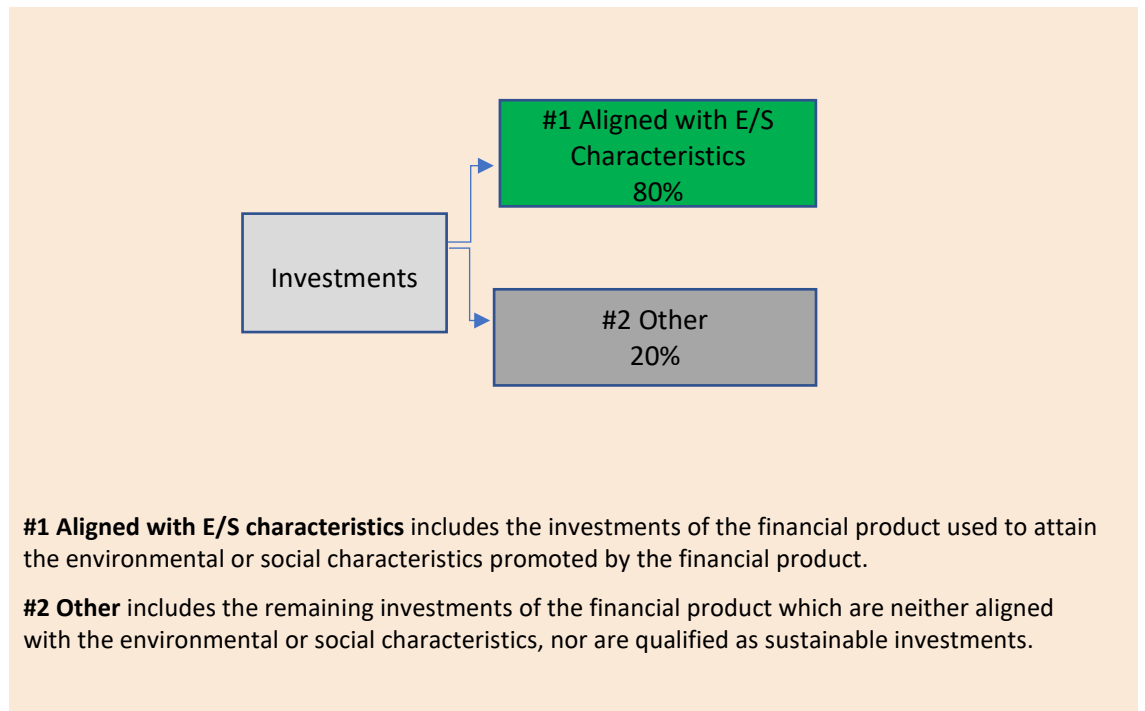 #1 Aligned with E/S
Characteristics
80%
Investments
#2 Other
20%
#1 Aligned with E/S characteristics includes the investments of the financial product used to attain
the environmental or social characteristics promoted by the financial product.
#2 Other includes the remaining investments of the financial product which are neither aligned
with the environmental or social characteristics, nor are qualified as sustainable investments.